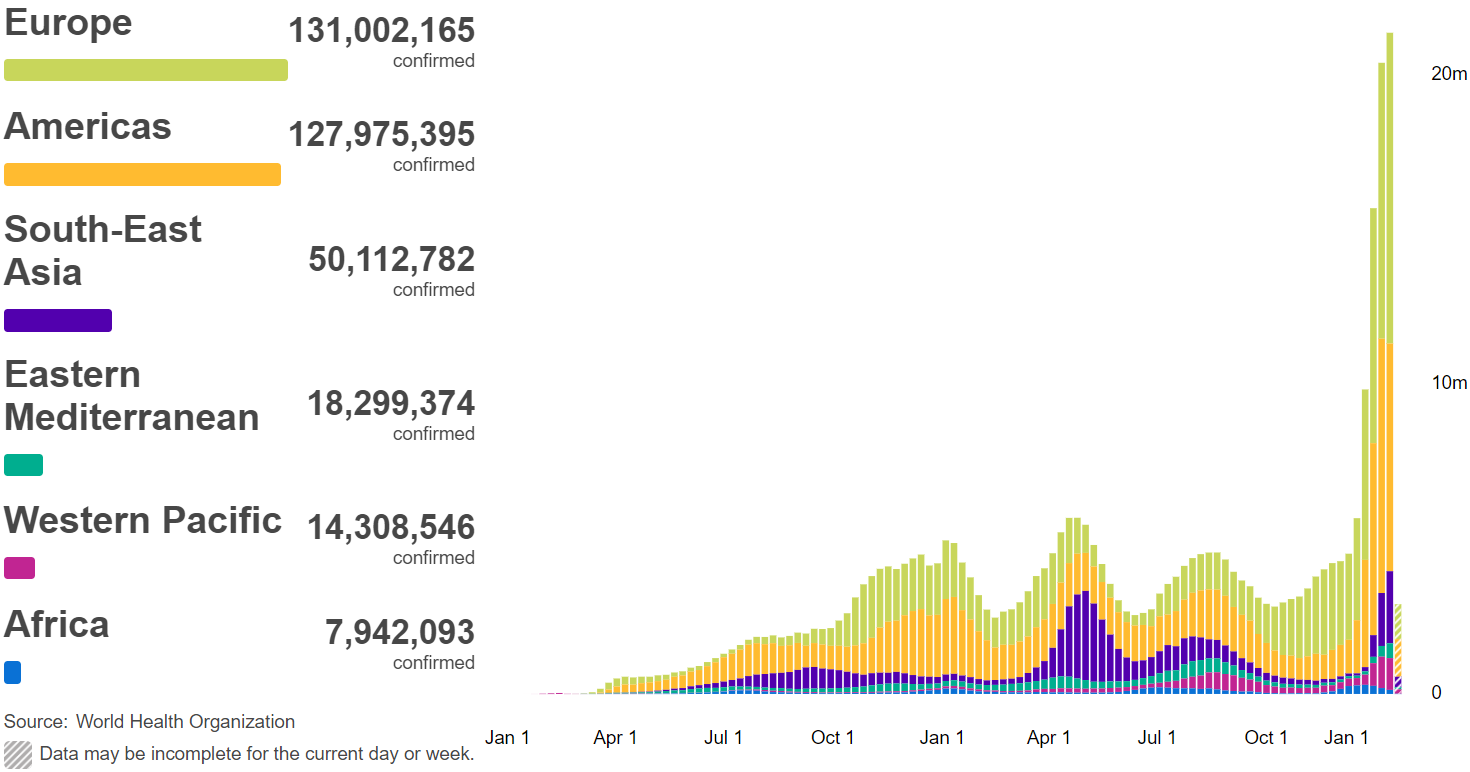 Europe
131,002,165
confirmed
Americas
127,975,395
confirmed
South-East
Asia
50,112,782
confirmed
Eastern
Mediterranean
18,299,374
confirmed
Western Pacific
14,308,546
confirmed
Africa
7,942,093
confirmed
Source: World Health Organization
Data may be incomplete for the current day or week.
20m
10m
0
Jan 1 Apr 1 Jul 1 Oct 1 Jan 1 Apr 1 Jul 1 Oct 1 Jan 1